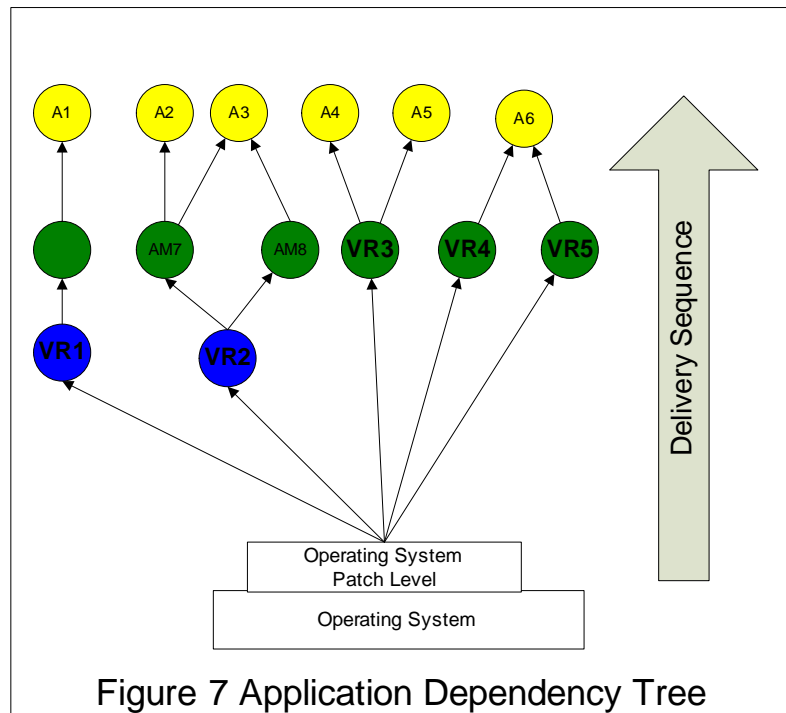 A1
A2
A3
A4
A5
A6
AM7
AM8
VR3
VR4
VR5
VR1
VR2
Delivery Sequence
Operating System
Patch Level
Operating System
Figure 7 Application Dependency Tree